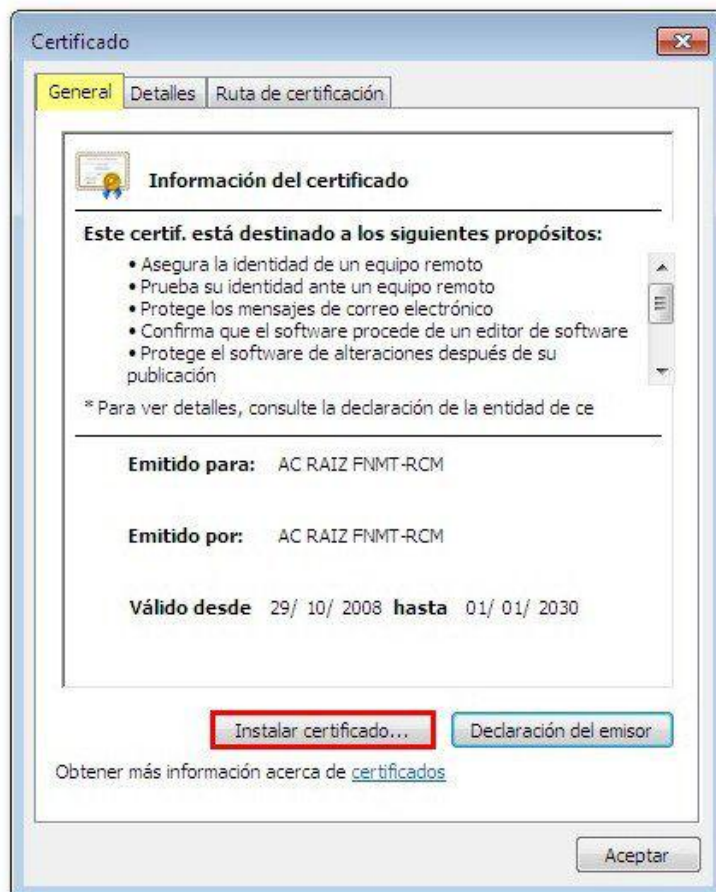 Certificado
General Detalles Ruta de certificación
Información del certificado
Este certif. está destinado a los siguientes propósitos:
• Asegura la identidad de un equipo remoto
• Prueba su identidad ante un equipo remoto
• Protege los mensajes de correo electrónico
• Confirma que el software procede de un editor de software
• Protege el software de alteraciones después de su
publicación
* Para ver detalles, consulte la declaración de la entidad de ce
Emitido para: AC RAIZ FNMT-RCM
Emitido por: AC RAIZ FNMT-RCM
Válido desde 29/ 10/ 2008 hasta 01/ 01/ 2030
Instalar certificado... Declaración del emisor
Obtener más información acerca de certificados
Aceptar